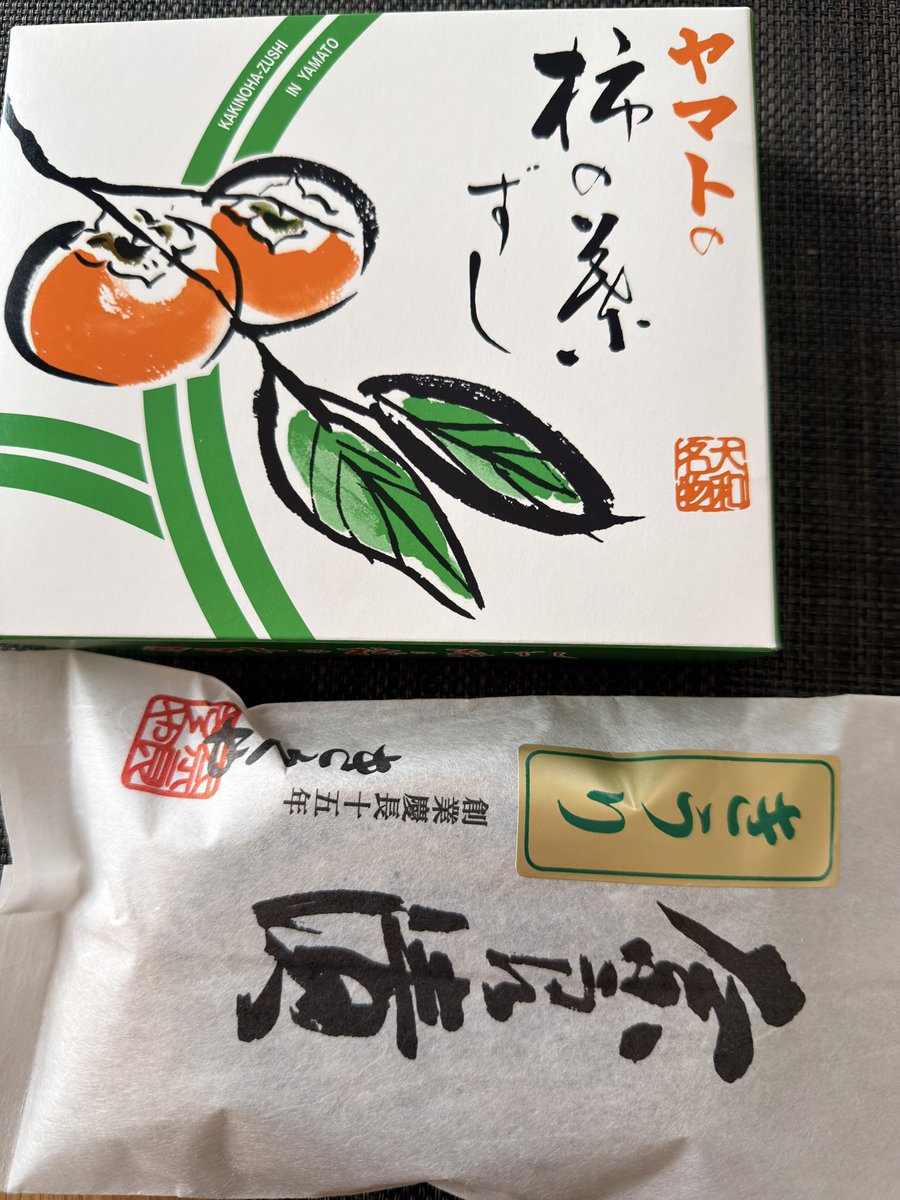 ヤマトの
柿の葉
ずし
KAKINOHA-ZUSHI
IN YAMATO
大和
名物
きうり
奈良漬
創業慶長十五年